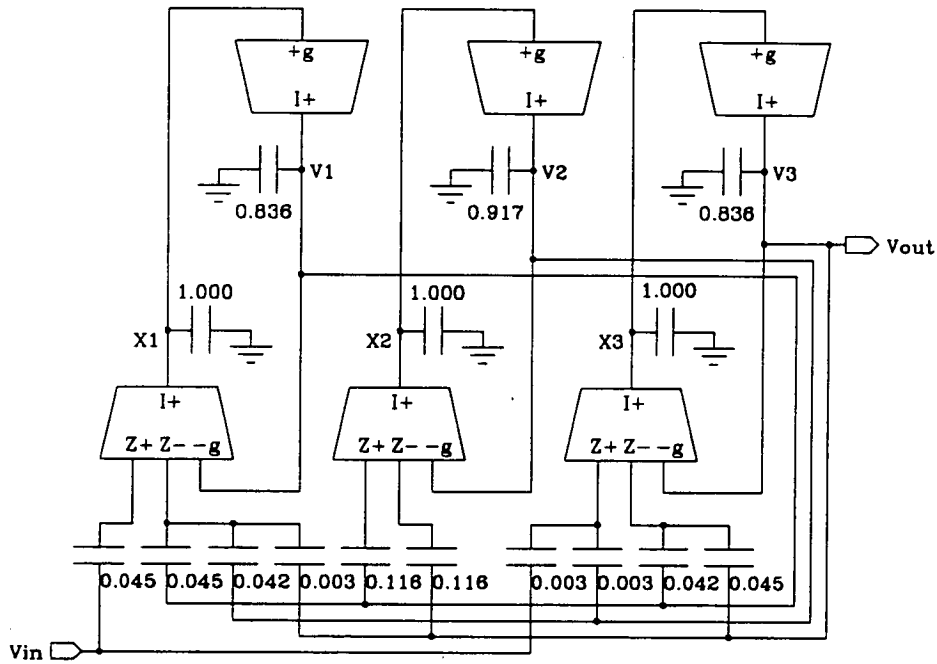 +g +g +g
I+ I+ I+
V1 V2 V3
0.836 0.917 0.836
Vout
1.000 1.000 1.000
X1 X2 X3
I+ I+ I+
Z+ Z- -g Z+ Z- -g Z+ Z- -g
0.045 0.045 0.042 0.003 0.116 0.116 0.003 0.003 0.042 0.045
Vin